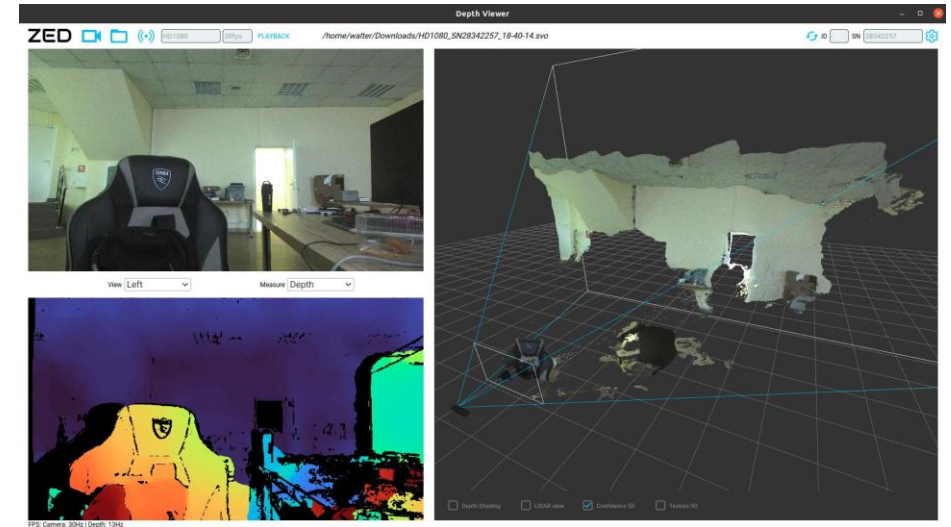 Depth Viewer
ZED HD1080 30fps PLAYBACK /home/walter/Downloads/HD1080_SN28342257_18-40-14.svo ID SN 28342257
View Left Measure Depth
Depth Shading LIDAR view Confidence 50 Texture 90
FPS: Camera: 30Hz | Depth: 13Hz